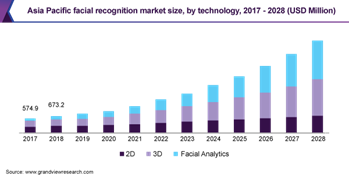 Asia Pacific facial recognition market size, by technology, 2017 - 2028 (USD Million)
574.9
673.2
2017 2018 2019 2020 2021 2022 2023 2024 2025 2026 2027 2028
2D 3D Facial Analytics
Source: www.grandviewresearch.com